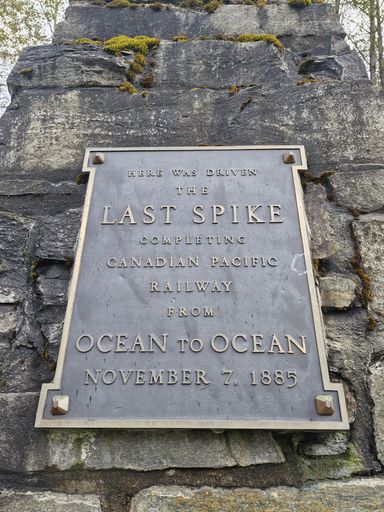 HERE WAS DRIVEN
THE
LAST SPIKE
COMPLETING
CANADIAN PACIFIC
RAILWAY
FROM
OCEAN TO OCEAN
NOVEMBER 7, 1885